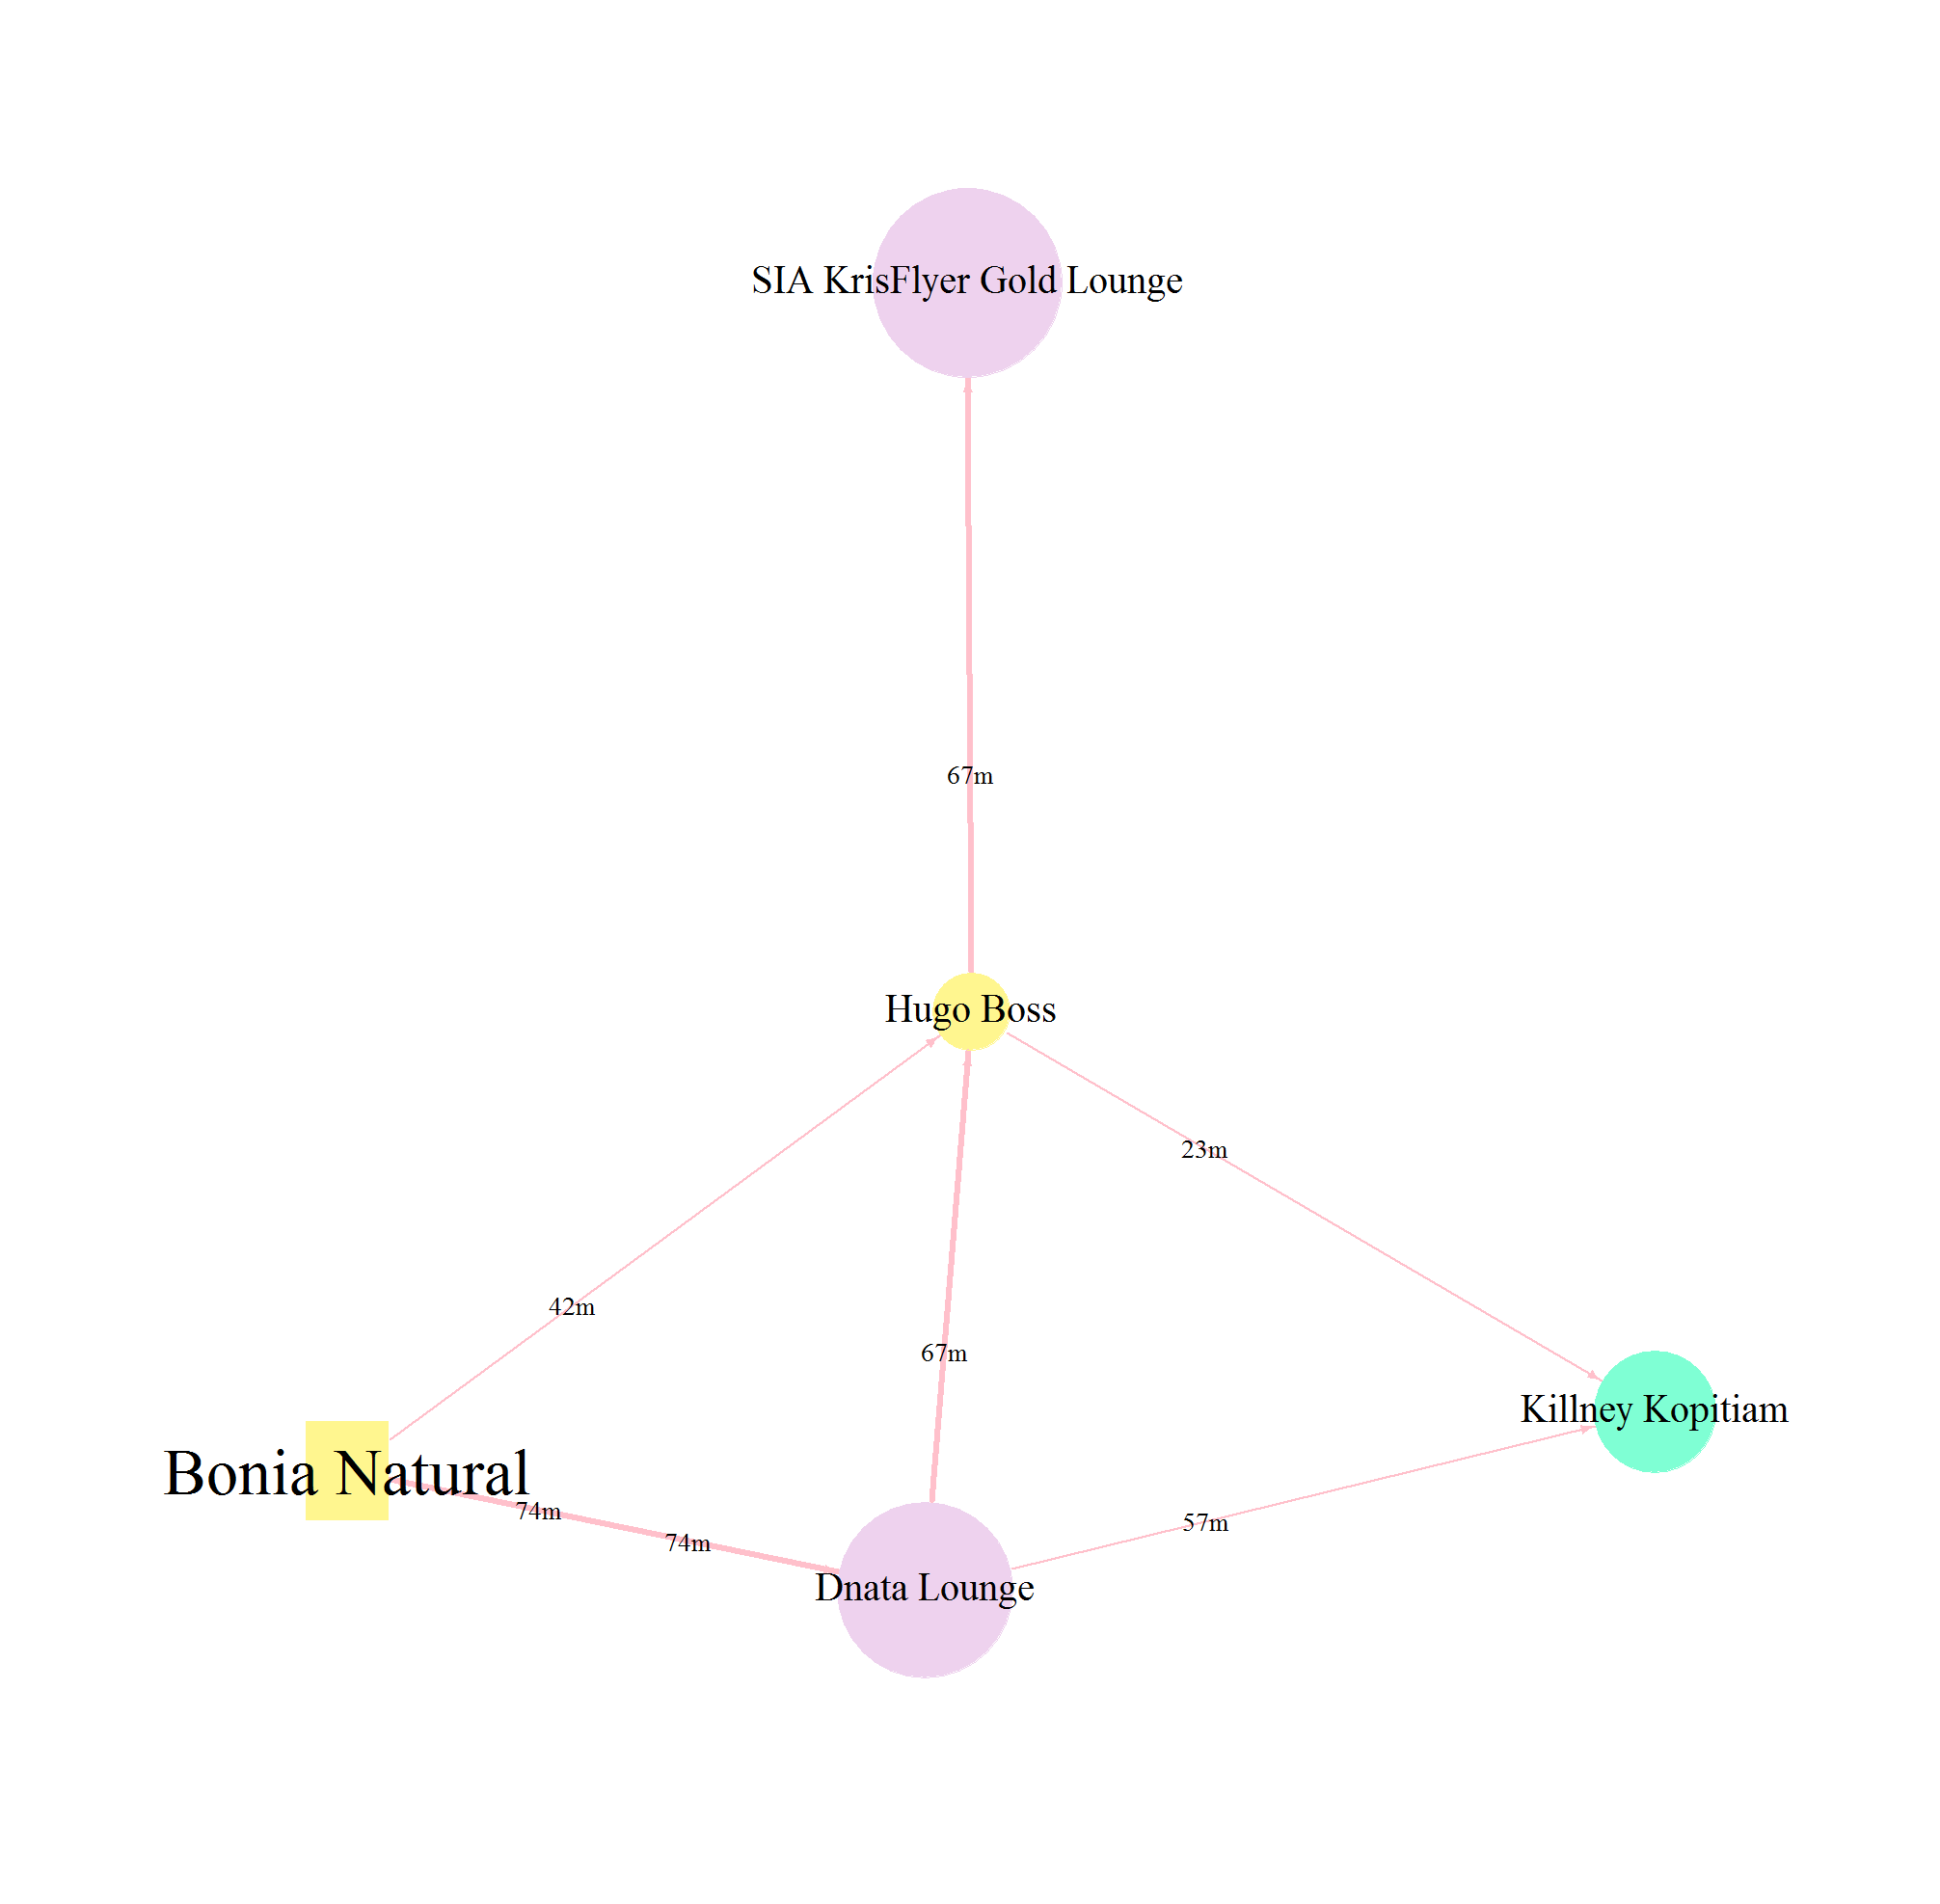 SIA KrisFlyer Gold Lounge
67m
Hugo Boss
23m
42m
67m
Killney Kopitiam
Bonia Natural
74m
57m
74m
Dnata Lounge